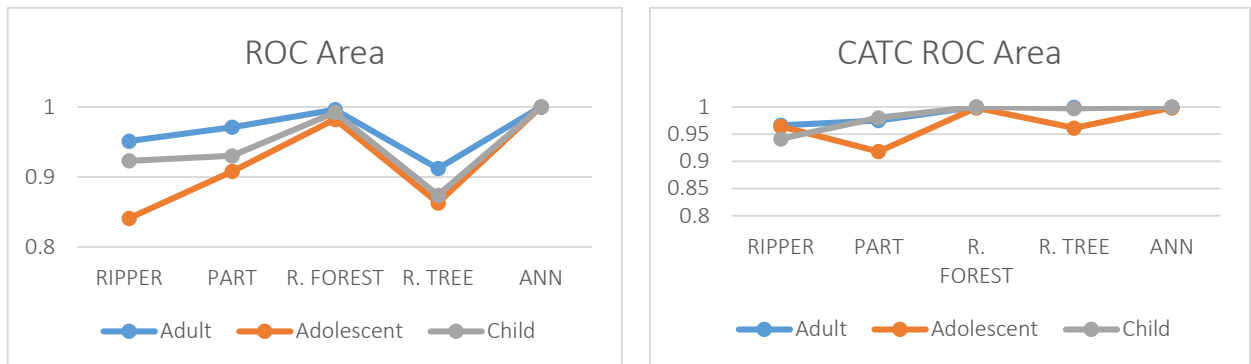 ROC Area
1
0.9
0.8
RIPPER PART R. FOREST R. TREE ANN
Adult Adolescent Child
CATC ROC Area
1
0.95
0.9
0.85
0.8
RIPPER PART R. FOREST R. TREE ANN
Adult Adolescent Child